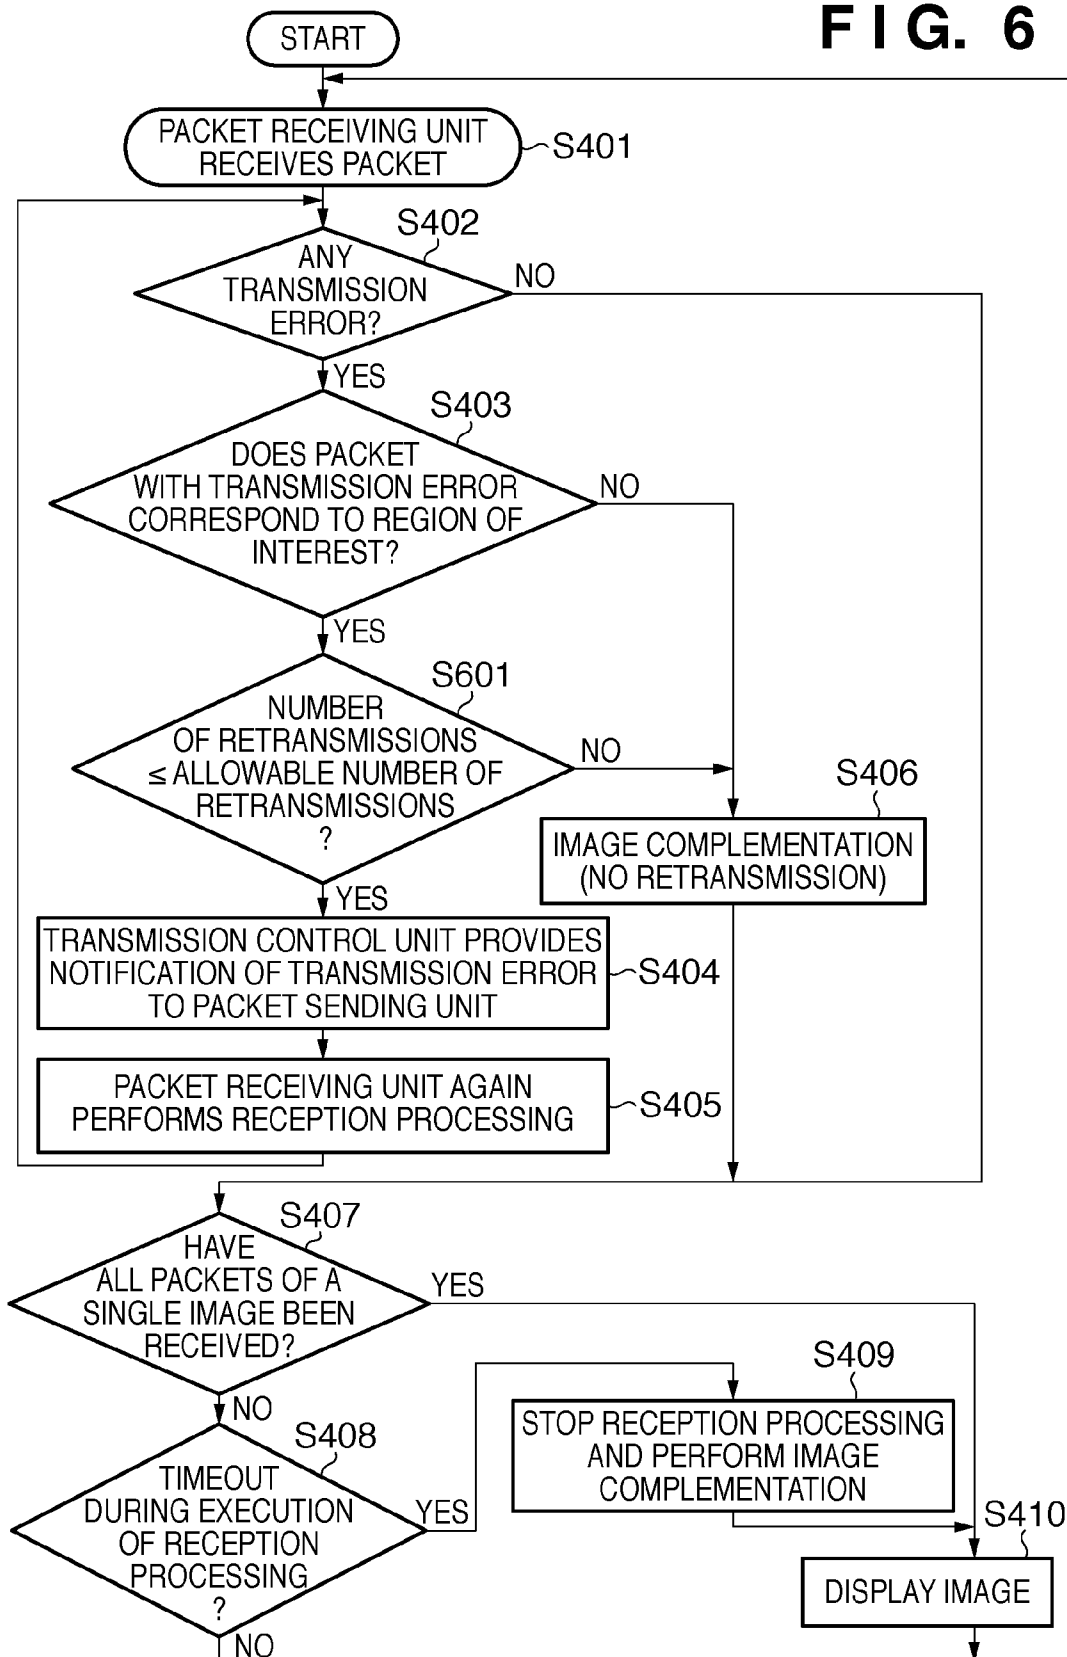 FIG. 6
START
PACKET RECEIVING UNIT
RECEIVES PACKET
S401
S402
ANY
TRANSMISSION
ERROR?
NO
YES
S403
DOES PACKET
WITH TRANSMISSION ERROR
CORRESPOND TO REGION OF
INTEREST?
NO
YES
S601
NUMBER
OF RETRANSMISSIONS
≤ ALLOWABLE NUMBER OF
RETRANSMISSIONS
?
NO
YES
S406
IMAGE COMPLEMENTATION
(NO RETRANSMISSION)
TRANSMISSION CONTROL UNIT PROVIDES
NOTIFICATION OF TRANSMISSION ERROR
TO PACKET SENDING UNIT
S404
PACKET RECEIVING UNIT AGAIN
PERFORMS RECEPTION PROCESSING
S405
S407
HAVE
ALL PACKETS OF A
SINGLE IMAGE BEEN
RECEIVED?
YES
NO
S408
TIMEOUT
DURING EXECUTION
OF RECEPTION
PROCESSING
?
YES
NO
S409
STOP RECEPTION PROCESSING
AND PERFORM IMAGE
COMPLEMENTATION
S410
DISPLAY IMAGE